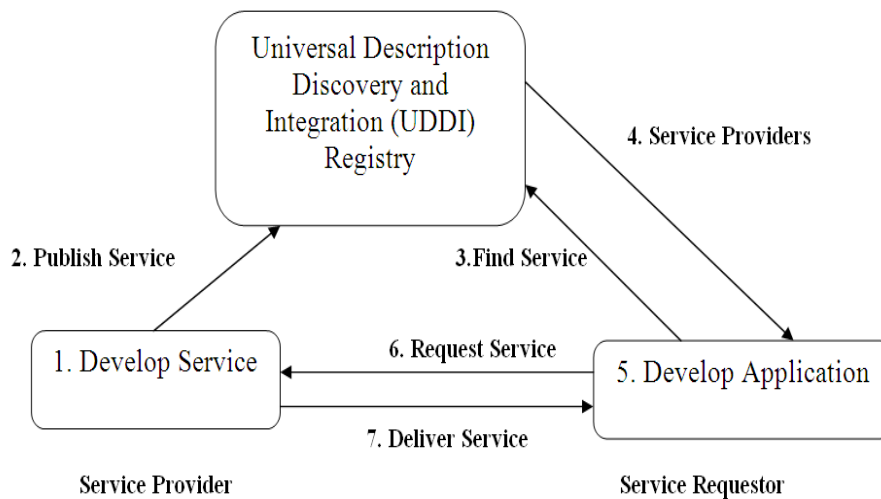 Universal Description
Discovery and
Integration (UDDI)
Registry
4. Service Providers
2. Publish Service
3.Find Service
1. Develop Service
6. Request Service
5. Develop Application
7. Deliver Service
Service Provider
Service Requestor